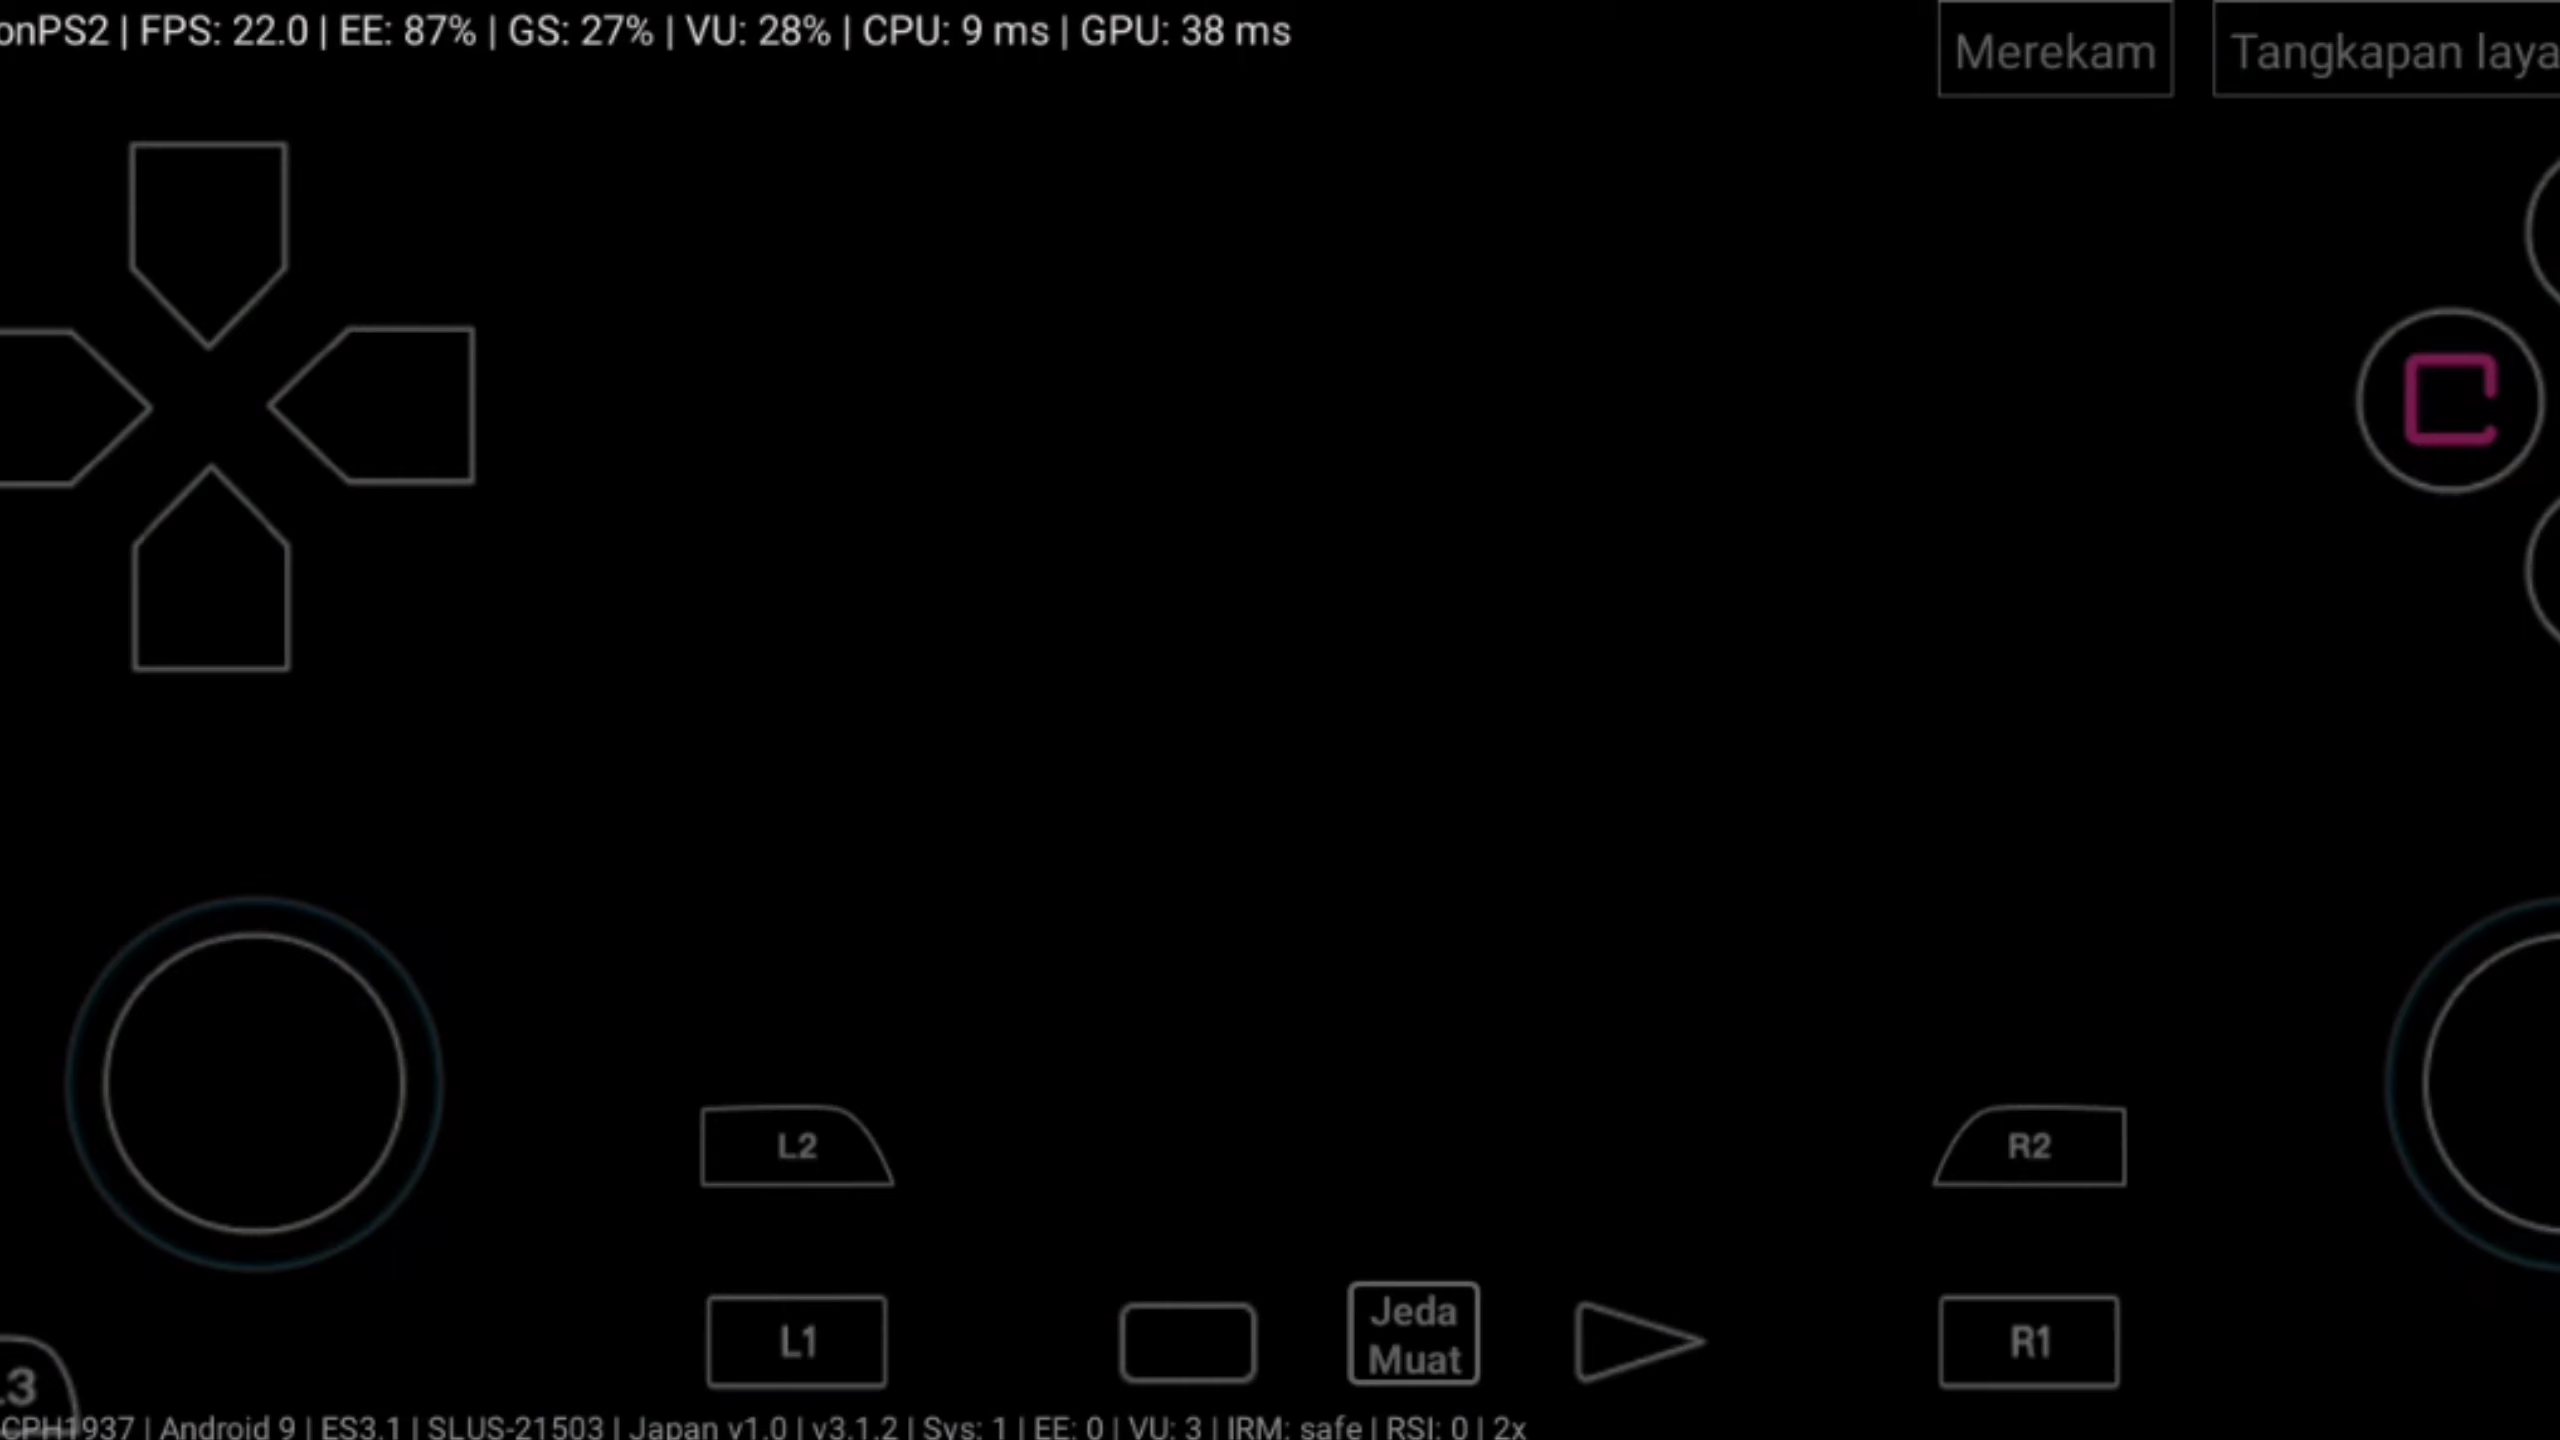 onPS2 | FPS: 22.0 | EE: 87% | GS: 27% | VU: 28% | CPU: 9 ms | GPU: 38 ms
Merekam
Tangkapan laya
L2
R2
L1
Jeda
Muat
R1
L3
CPH1937 | Android 9 | ES3.1 | SLUS-21503 | Japan v1.0 | v3.1.2 | Sys: 1 | EE: 0 | VU: 3 | IRM: safe | RSI: 0 | 2x